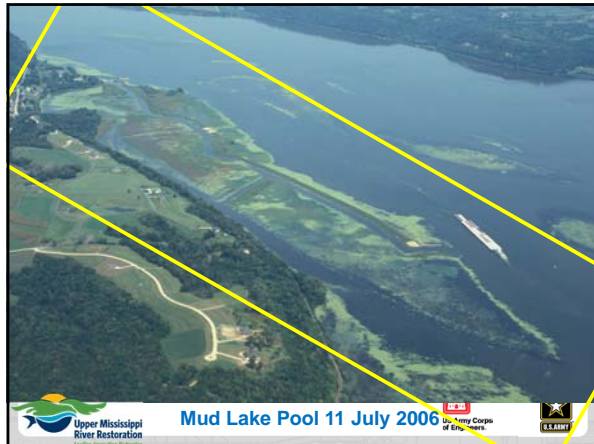 Upper Mississippi
River Restoration
Mud Lake Pool 11 July 2006
US Army Corps
of Engineers.
U.S. ARMY